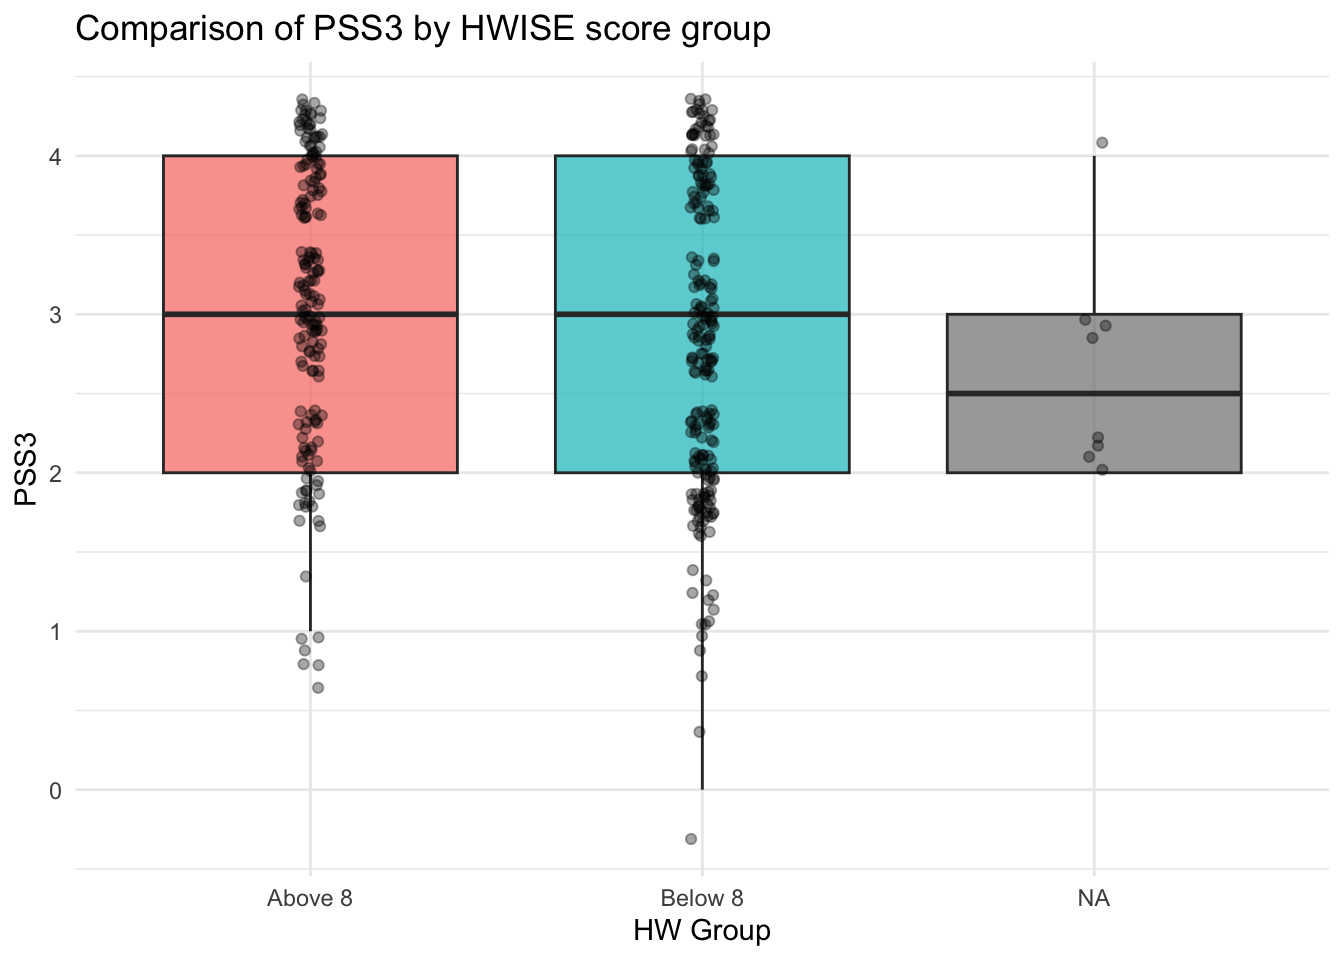 Comparison of PSS3 by HWISE score group
4
3
2
1
0
PSS3
Above 8
Below 8
NA
HW Group